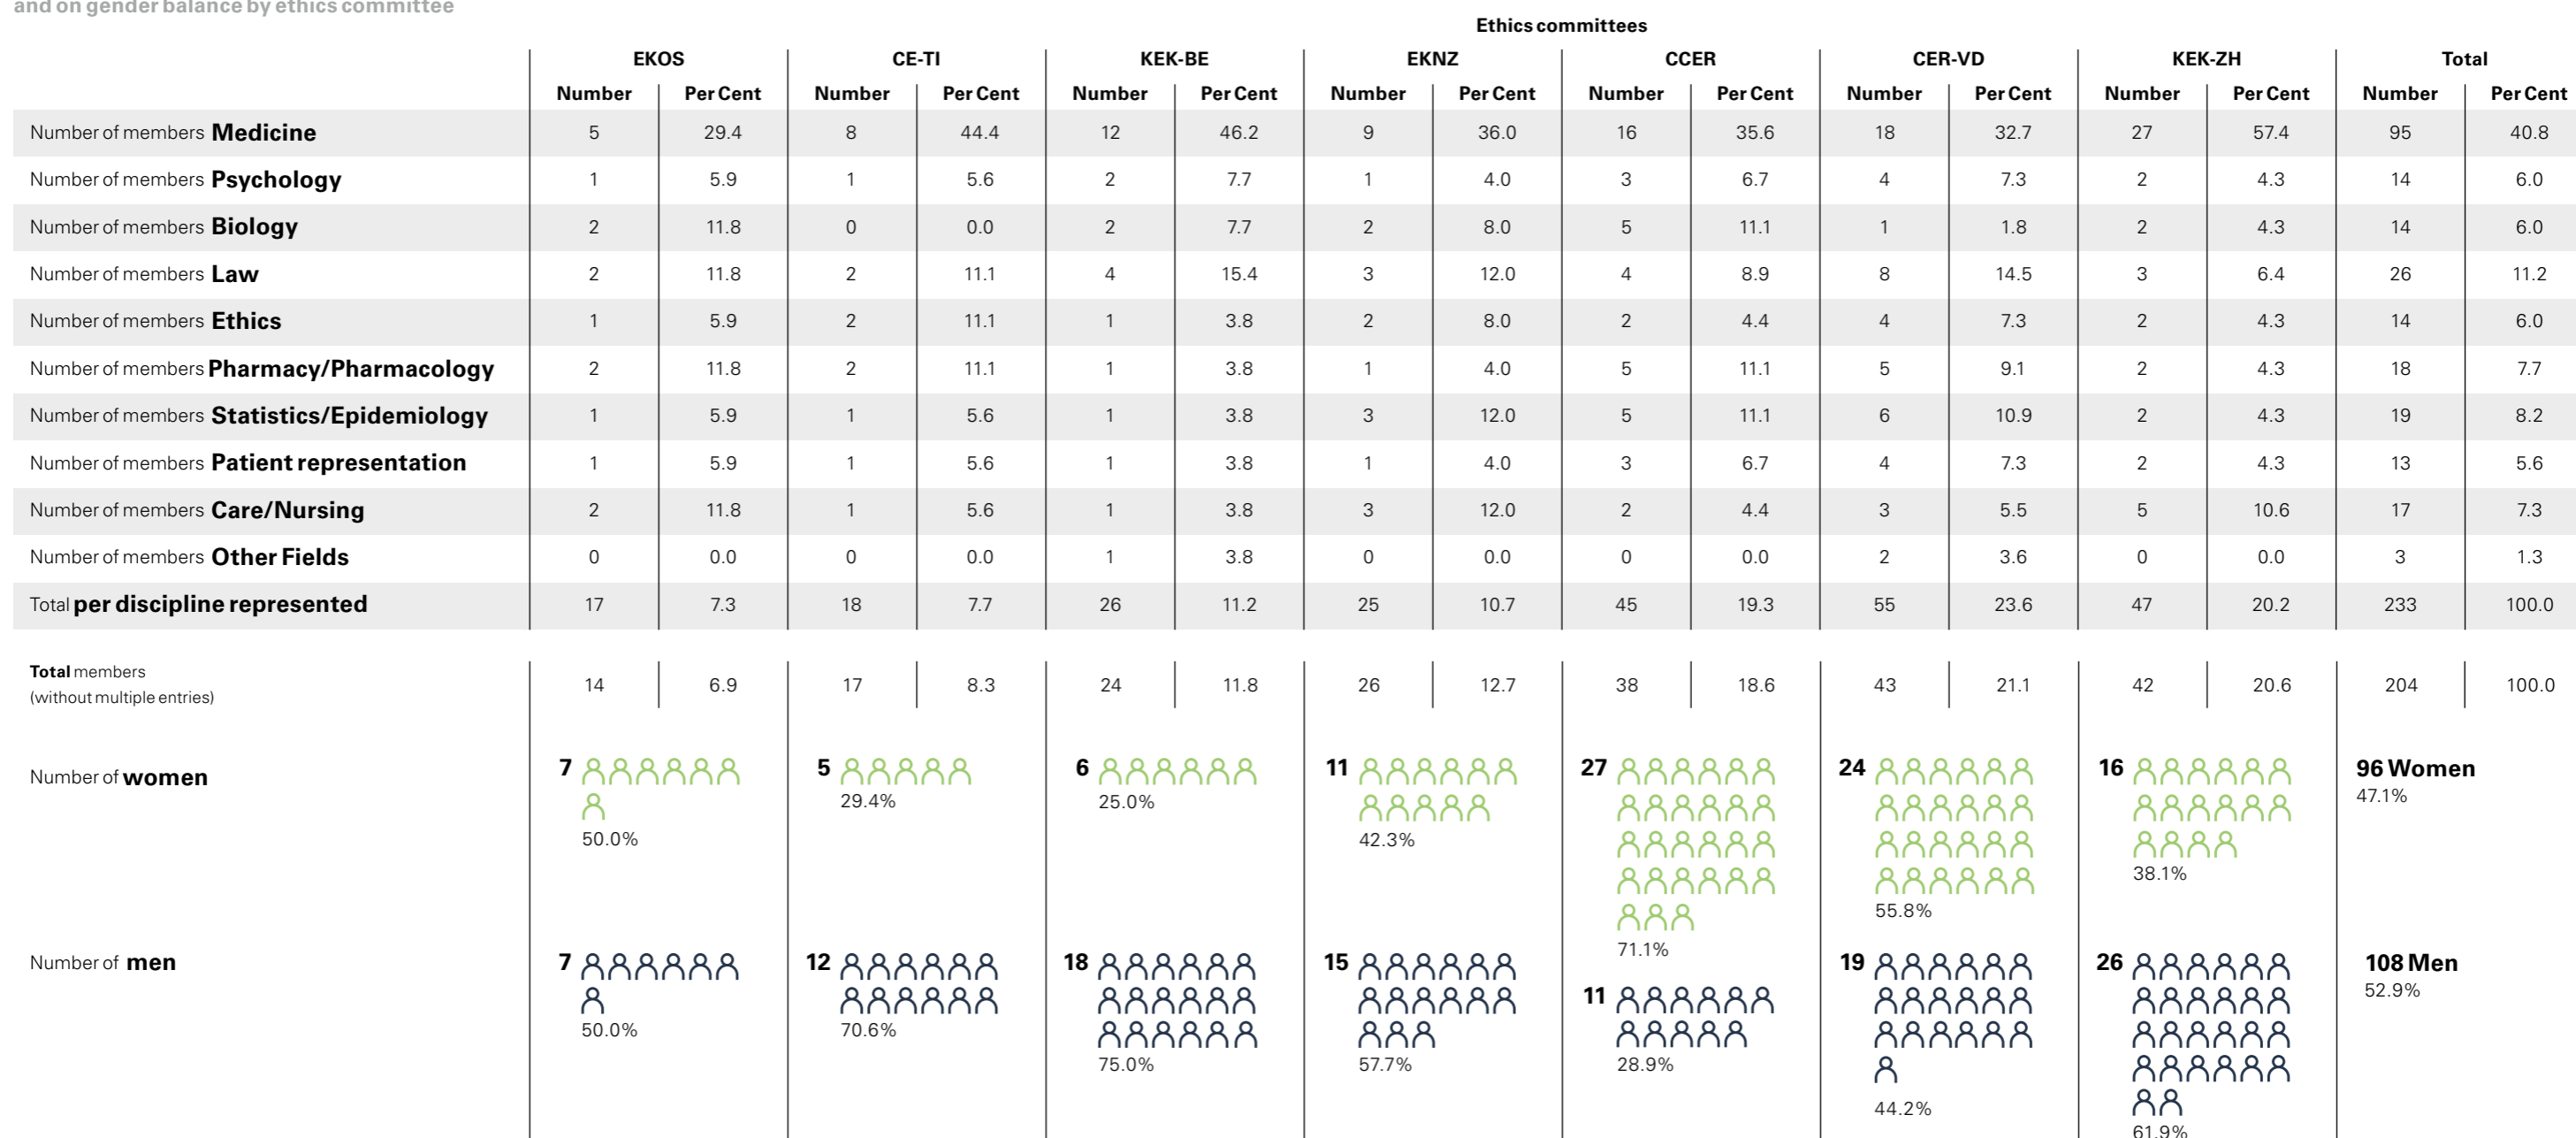 and on gender balance by ethics committee
Ethics committees
EKOS CE-TI KEK-BE EKNZ CCER CER-VD KEK-ZH Total
Number Per Cent Number Per Cent Number Per Cent Number Per Cent Number Per Cent Number Per Cent Number Per Cent Number Per Cent
Number of members Medicine 5 29.4 8 44.4 12 46.2 9 36.0 16 35.6 18 32.7 27 57.4 95 40.8
Number of members Psychology 1 5.9 1 5.6 2 7.7 1 4.0 3 6.7 4 7.3 2 4.3 14 6.0
Number of members Biology 2 11.8 0 0.0 2 7.7 2 8.0 5 11.1 1 1.8 2 4.3 14 6.0
Number of members Law 2 11.8 2 11.1 4 15.4 3 12.0 4 8.9 8 14.5 3 6.4 26 11.2
Number of members Ethics 1 5.9 2 11.1 1 3.8 2 8.0 2 4.4 4 7.3 2 4.3 14 6.0
Number of members Pharmacy/Pharmacology 2 11.8 2 11.1 1 3.8 1 4.0 5 11.1 5 9.1 2 4.3 18 7.7
Number of members Statistics/Epidemiology 1 5.9 1 5.6 1 3.8 3 12.0 5 11.1 6 10.9 2 4.3 19 8.2
Number of members Patient representation 1 5.9 1 5.6 1 3.8 1 4.0 3 6.7 4 7.3 2 4.3 13 5.6
Number of members Care/Nursing 2 11.8 1 5.6 1 3.8 3 12.0 2 4.4 3 5.5 5 10.6 17 7.3
Number of members Other Fields 0 0.0 0 0.0 1 3.8 0 0.0 0 0.0 2 3.6 0 0.0 3 1.3
Total per discipline represented 17 7.3 18 7.7 26 11.2 25 10.7 45 19.3 55 23.6 47 20.2 233 100.0
Total members
(without multiple entries)
14 6.9 17 8.3 24 11.8 26 12.7 38 18.6 43 21.1 42 20.6 204 100.0
Number of women
7 5 6 11 27 24 16 96 Women
50.0% 29.4% 25.0% 42.3% 71.1% 55.8% 38.1% 47.1%
Number of men
7 12 18 15 11 19 26 108 Men
50.0% 70.6% 75.0% 57.7% 28.9% 44.2% 61.9% 52.9%